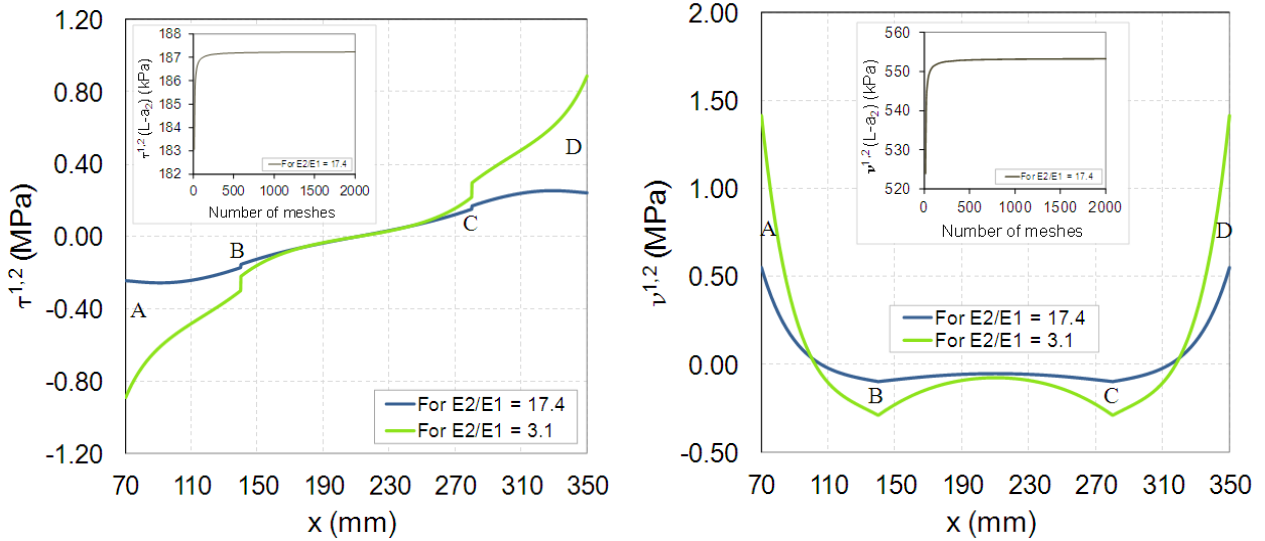 1.20
0.80
0.40
0.00
-0.40
-0.80
-1.20
τ1,2 (MPa)
70 110 150 190 230 270 310 350
x (mm)
A
B
C
D
For E2/E1 = 17.4
For E2/E1 = 3.1
188
187
186
185
184
183
182
τ1,2 (L-a2) (kPa)
0 500 1000 1500 2000
Number of meshes
For E2/E1 = 17.4
2.00
1.50
1.00
0.50
0.00
-0.50
ν1,2 (MPa)
70 110 150 190 230 270 310 350
x (mm)
A
B
C
D
For E2/E1 = 17.4
For E2/E1 = 3.1
560
550
540
530
520
ν1,2 (L-a2) (kPa)
0 500 1000 1500 2000
Number of meshes
For E2/E1 = 17.4